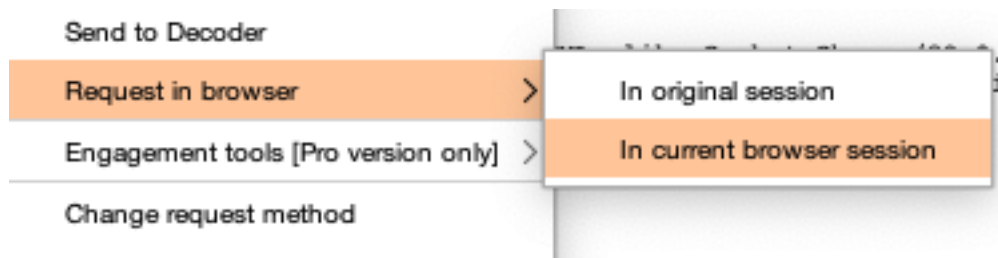 Send to Decoder
Request in browser
In original session
Engagement tools [Pro version only]
In current browser session
Change request method